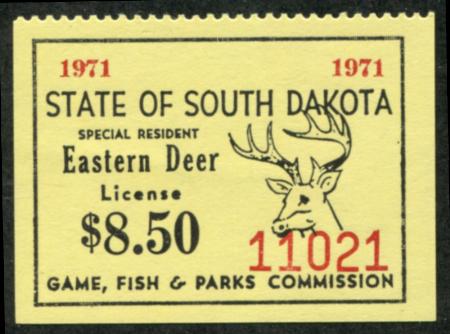 1971 1971
STATE OF SOUTH DAKOTA
SPECIAL RESIDENT
Eastern Deer
License
$8.50
11021
GAME, FISH & PARKS COMMISSION